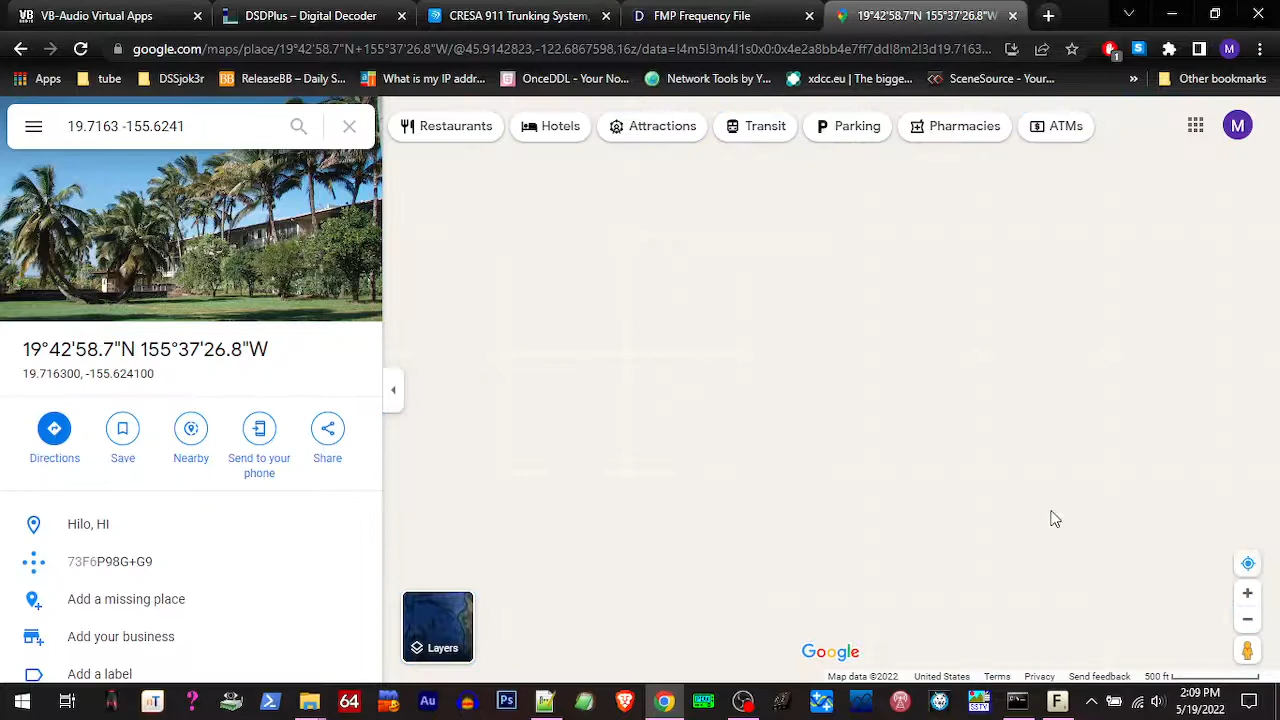 VB-Audio Virtual Apps
DSDPlus – Digital Decoder
CRESA 911 Trunking System,
FMP Frequency File
19°42'58.7"N 155°37'26.8"W
google.com/maps/place/19°42'58.7"N+155°37'26.8"W/@45.9142823,-122.6867598,16z/data=!4m5!3m4!1s0x0:0x4e2a8bb4e7ff7dd!8m2!3d19.7163...
Apps
tube
DSSjok3r
ReleaseBB – Daily S...
What is my IP addr...
OnceDDL - Your No...
Network Tools by Y...
xdcc.eu | The bigge...
SceneSource - Your...
»
Other bookmarks
19.7163 -155.6241
Restaurants
Hotels
Attractions
Transit
Parking
Pharmacies
ATMs
M
19°42'58.7"N 155°37'26.8"W
19.716300, -155.624100
Directions
Save
Nearby
Send to your
phone
Share
Hilo, HI
73F6P98G+G9
Add a missing place
Add your business
Add a label
Layers
Google
Map data ©2022
United States
Terms
Privacy
Send feedback
500 ft
2:09 PM
5/19/2022